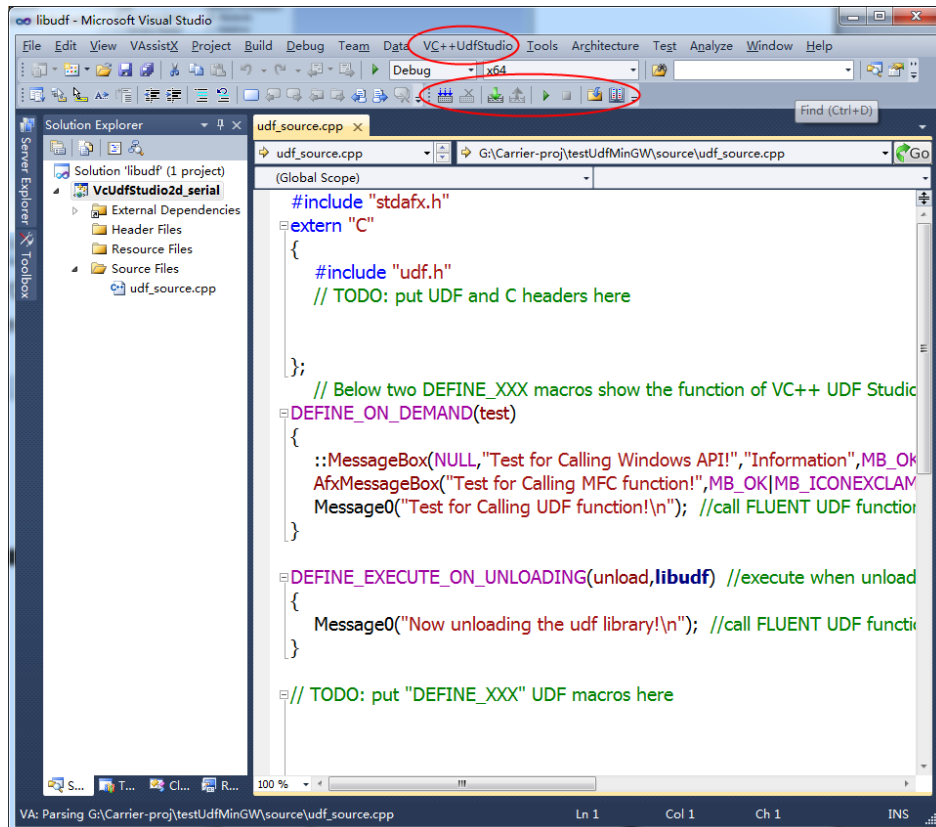 libudf - Microsoft Visual Studio
File Edit View VAssistX Project Build Debug Team Data VC++UdfStudio Tools Architecture Test Analyze Window Help
Debug x64
Find (Ctrl+D)
Server Explorer
Toolbox
Solution Explorer
Solution 'libudf' (1 project)
VcUdfStudio2d_serial
External Dependencies
Header Files
Resource Files
Source Files
udf_source.cpp
S... T... Cl... R...
udf_source.cpp
udf_source.cpp G:\Carrier-proj\testUdfMinGW\source\udf_source.cpp Go
(Global Scope)
#include "stdafx.h"
extern "C"
{
#include "udf.h"
// TODO: put UDF and C headers here
};
// Below two DEFINE_XXX macros show the function of VC++ UDF Studio
DEFINE_ON_DEMAND(test)
{
::MessageBox(NULL,"Test for Calling Windows API!","Information",MB_OK
AfxMessageBox("Test for Calling MFC function!",MB_OK|MB_ICONEXCLAM
Message0("Test for Calling UDF function!\n"); //call FLUENT UDF function
}
DEFINE_EXECUTE_ON_UNLOADING(unload,libudf) //execute when unload
{
Message0("Now unloading the udf library!\n"); //call FLUENT UDF functi
}
// TODO: put "DEFINE_XXX" UDF macros here
100 %
VA: Parsing G:\Carrier-proj\testUdfMinGW\source\udf_source.cpp Ln 1 Col 1 Ch 1 INS